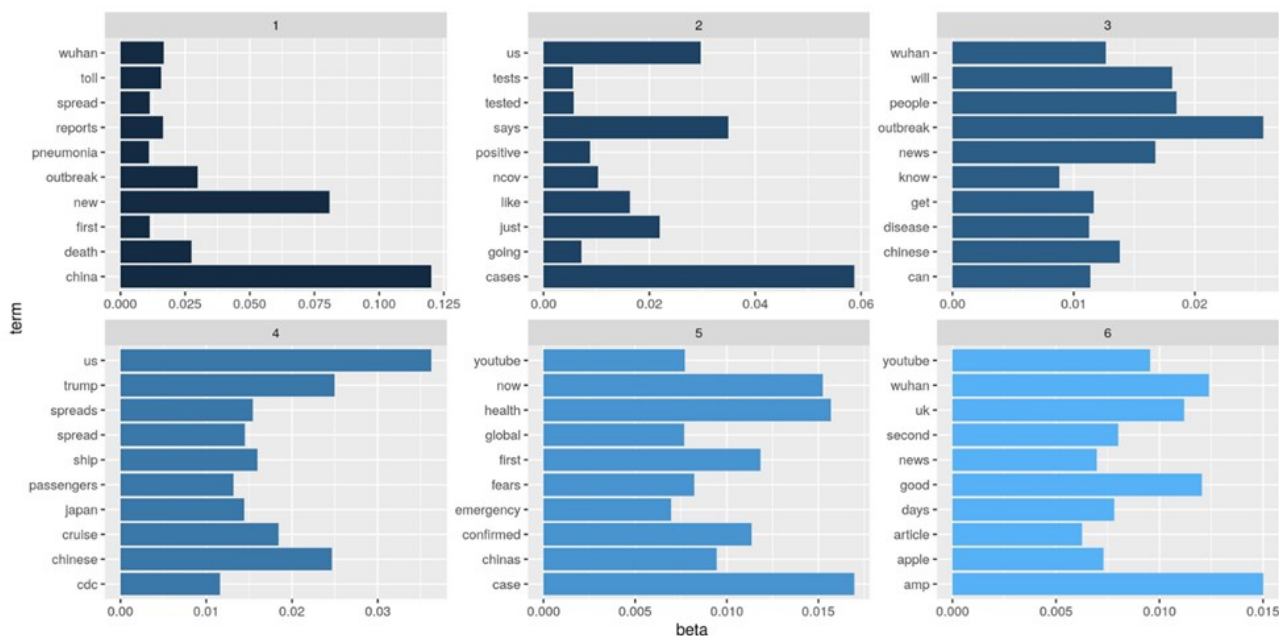 1
wuhan
toll
spread
reports
pneumonia
outbreak
new
first
death
china
0.000 0.025 0.050 0.075 0.100 0.125
2
us
tests
tested
says
positive
ncov
like
just
going
cases
0.00 0.02 0.04 0.06
3
wuhan
will
people
outbreak
news
know
get
disease
chinese
can
0.00 0.01 0.02
term
4
us
trump
spreads
spread
ship
passengers
japan
cruise
chinese
cdc
0.00 0.01 0.02 0.03
5
youtube
now
health
global
first
fears
emergency
confirmed
chinas
case
0.000 0.005 0.010 0.015
6
youtube
wuhan
uk
second
news
good
days
article
apple
amp
0.000 0.005 0.010 0.015
beta